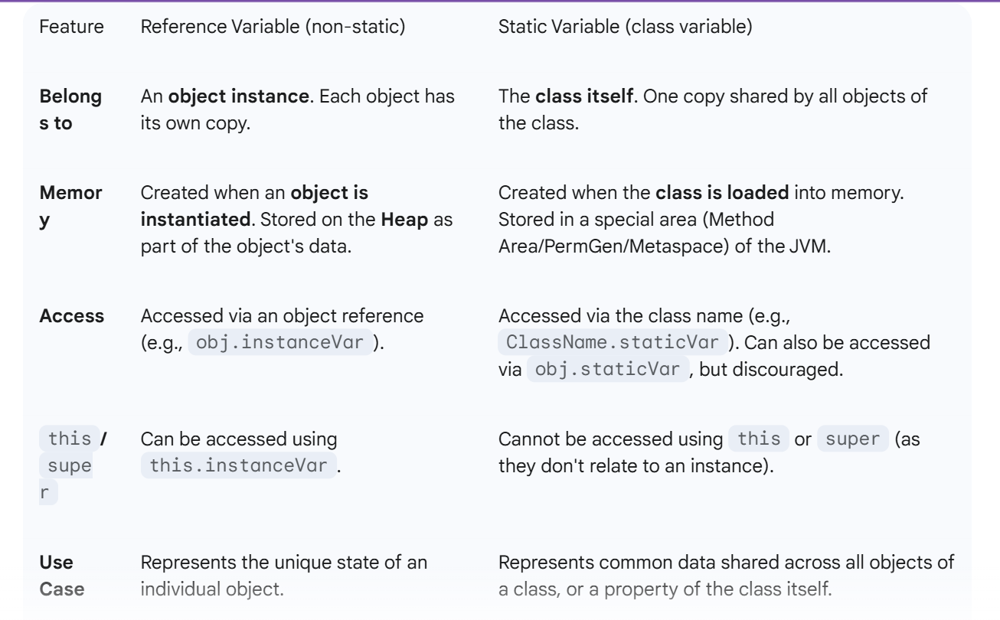 Feature Reference Variable (non-static) Static Variable (class variable)
Belong An object instance. Each object has The class itself. One copy shared by all objects of
s to its own copy. the class.
Memor Created when an object is Created when the class is loaded into memory.
y instantiated. Stored on the Heap as Stored in a special area (Method
part of the object's data. Area/PermGen/Metaspace) of the JVM.
Access Accessed via an object reference Accessed via the class name (e.g.,
(e.g., obj.instanceVar ). ClassName.staticVar ). Can also be accessed
via obj.staticVar , but discouraged.
this / Can be accessed using Cannot be accessed using this or super (as
supe this.instanceVar . they don't relate to an instance).
r
Use Represents the unique state of an Represents common data shared across all objects of
Case individual object. a class, or a property of the class itself.